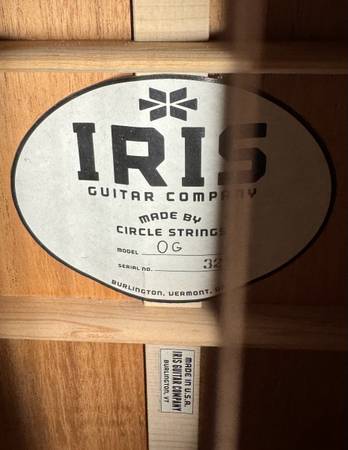 IRIS
GUITAR COMPANY
MADE BY
CIRCLE STRINGS
MODEL OG
SERIAL NO. 32
BURLINGTON, VERMONT,
MADE IN U.S.A.
IRIS GUITAR COMPANY
BURLINGTON, VT